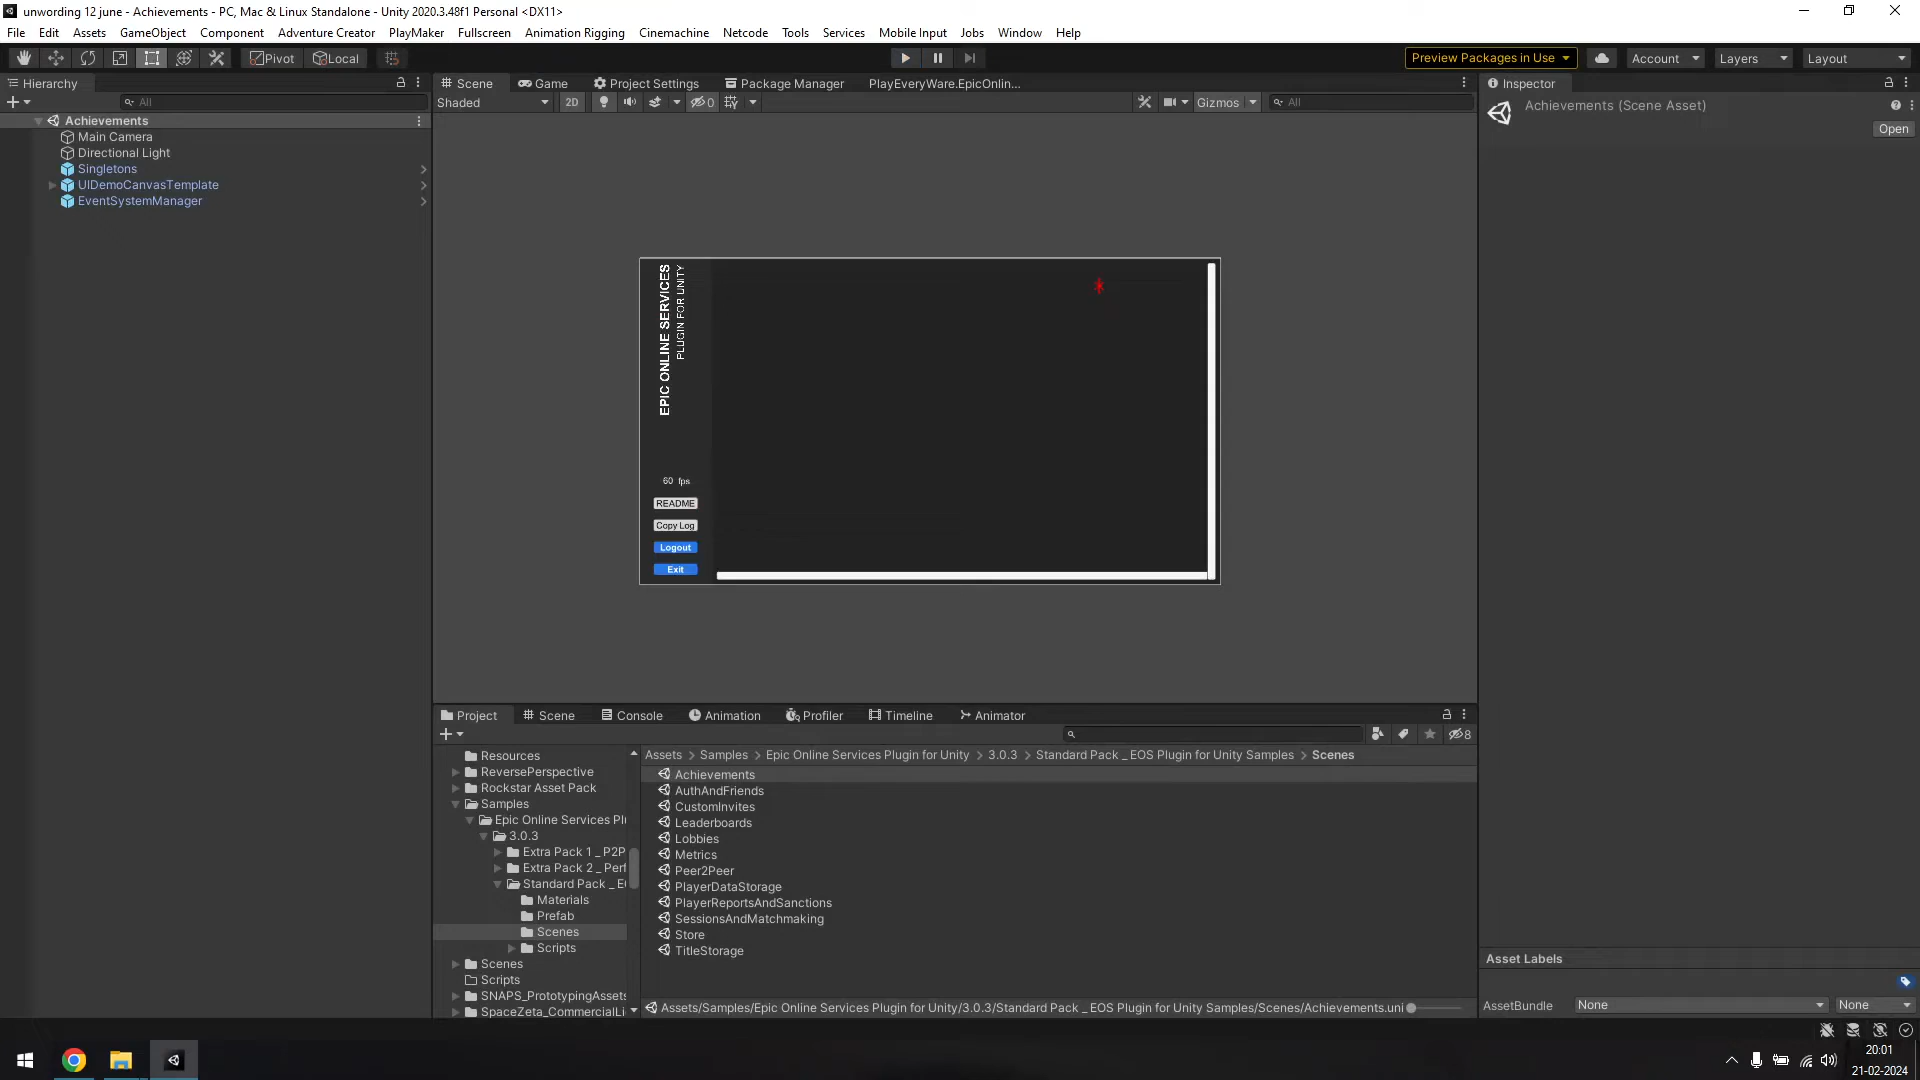 unwording 12 june - Achievements - PC, Mac & Linux Standalone - Unity 2020.3.48f1 Personal <DX11>
File Edit Assets GameObject Component Adventure Creator PlayMaker Fullscreen Animation Rigging Cinemachine Netcode Tools Services Mobile Input Jobs Window Help
Pivot Local Preview Packages in Use Account Layers Layout
Hierarchy
All
Achievements
Main Camera
Directional Light
Singletons
UIDemoCanvasTemplate
EventSystemManager
Scene Game Project Settings Package Manager PlayEveryWare.EpicOnlin...
Shaded 2D 0 Gizmos All
EPIC ONLINE SERVICES
PLUGIN FOR UNITY
60 fps
README
Copy Log
Logout
Exit
Inspector
Achievements (Scene Asset)
Open
Project Scene Console Animation Profiler Timeline Animator
8
Resources
ReversePerspective
Rockstar Asset Pack
Samples
Epic Online Services Plu
3.0.3
Extra Pack 1 _ P2P
Extra Pack 2 _ Perf
Standard Pack _ EO
Materials
Prefab
Scenes
Scripts
Scenes
Scripts
SNAPS_PrototypingAssets
SpaceZeta_CommercialLi
Assets > Samples > Epic Online Services Plugin for Unity > 3.0.3 > Standard Pack _ EOS Plugin for Unity Samples > Scenes
Achievements
AuthAndFriends
CustomInvites
Leaderboards
Lobbies
Metrics
Peer2Peer
PlayerDataStorage
PlayerReportsAndSanctions
SessionsAndMatchmaking
Store
TitleStorage
Assets/Samples/Epic Online Services Plugin for Unity/3.0.3/Standard Pack _ EOS Plugin for Unity Samples/Scenes/Achievements.uni
Asset Labels
AssetBundle None None
20:01
21-02-2024